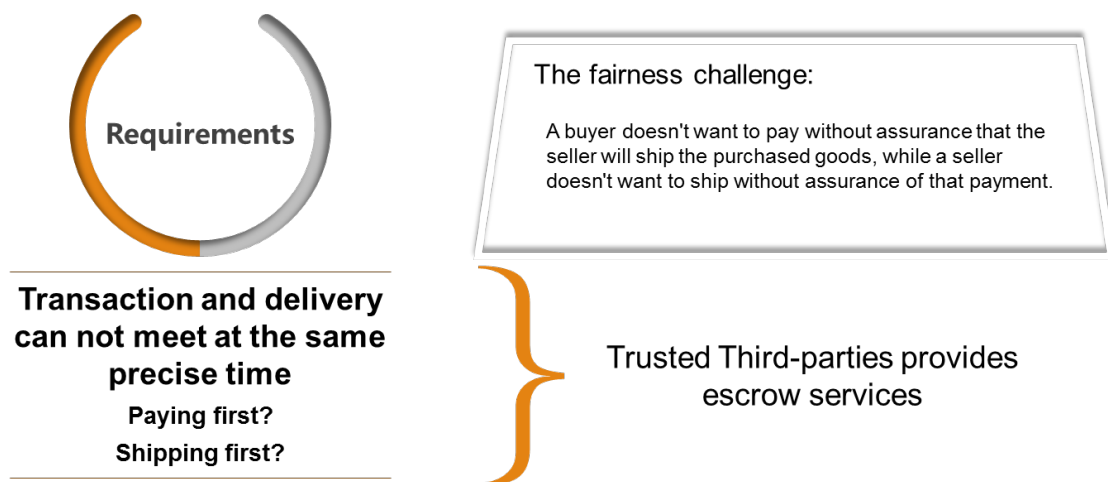 Requirements
The fairness challenge:
A buyer doesn't want to pay without assurance that the
seller will ship the purchased goods, while a seller
doesn't want to ship without assurance of that payment.
Transaction and delivery
can not meet at the same
precise time
Paying first?
Shipping first?
Trusted Third-parties provides
escrow services